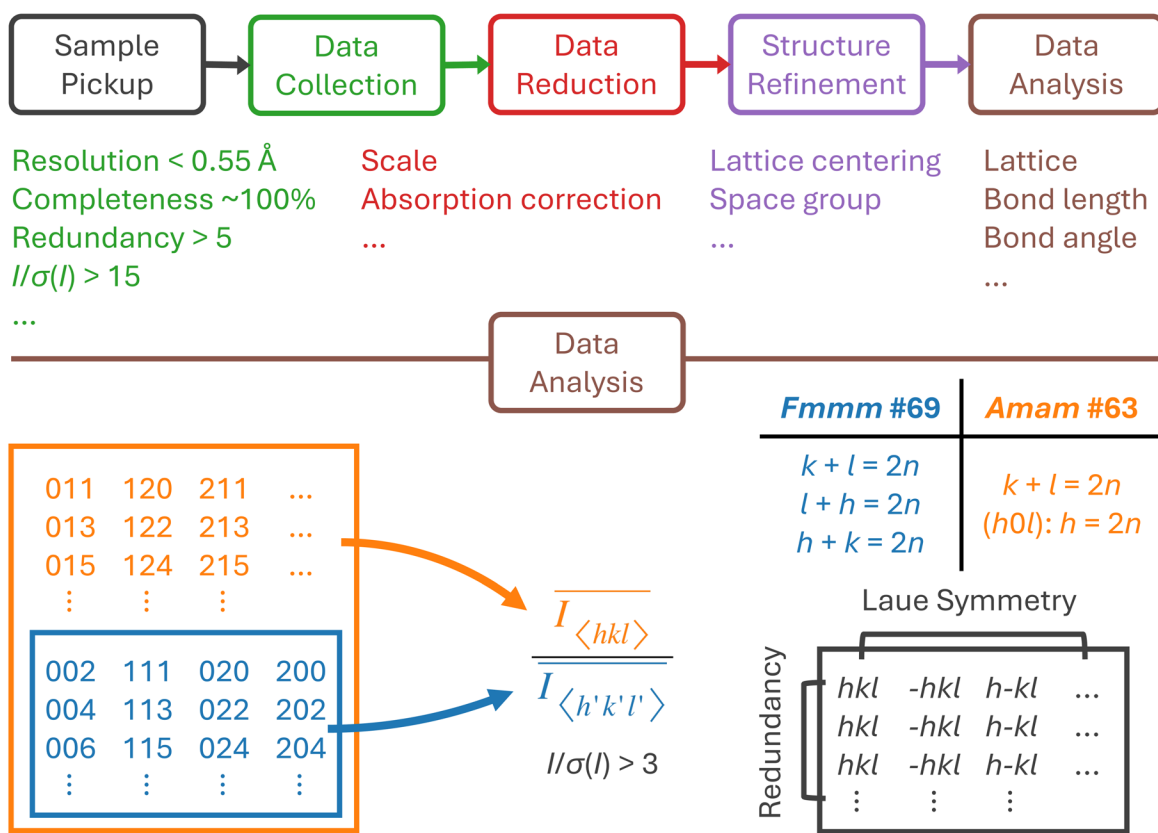 Sample
Pickup
Data
Collection
Data
Reduction
Structure
Refinement
Data
Analysis
Resolution < 0.55 Å
Completeness ~100%
Redundancy > 5
I/σ(I) > 15
...
Scale
Absorption correction
...
Lattice centering
Space group
...
Lattice
Bond length
Bond angle
...
Data
Analysis
011 120 211 ...
013 122 213 ...
015 124 215 ...
⋮ ⋮ ⋮
002 111 020 200
004 113 022 202
006 115 024 204
⋮ ⋮ ⋮ ⋮
I⟨hkl⟩
I⟨h'k'l'⟩
I/σ(I) > 3
Fmmm #69 Amam #63
k + l = 2n
l + h = 2n
h + k = 2n
k + l = 2n
(h0l): h = 2n
Laue Symmetry
Redundancy
hkl -hkl h-kl ...
hkl -hkl h-kl ...
hkl -hkl h-kl ...
⋮ ⋮ ⋮